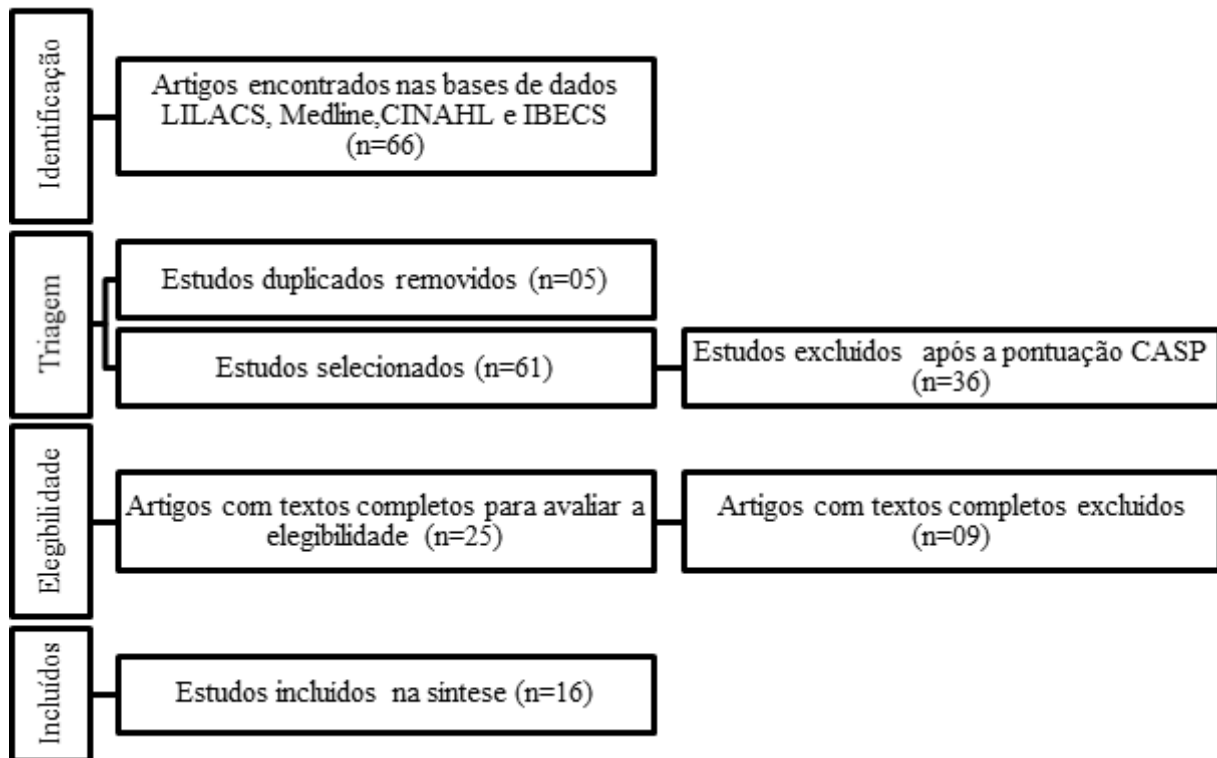 Identificação
Artigos encontrados nas bases de dados
LILACS, Medline,CINAHL e IBECS
(n=66)
Triagem
Estudos duplicados removidos (n=05)
Estudos selecionados (n=61)
Estudos excluídos após a pontuação CASP
(n=36)
Elegibilidade
Artigos com textos completos para avaliar a
elegibilidade (n=25)
Artigos com textos completos excluídos
(n=09)
Incluídos
Estudos incluídos na síntese (n=16)